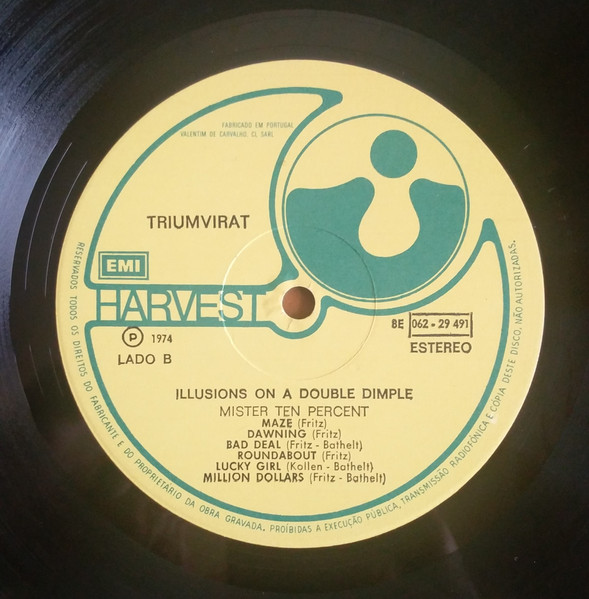 FABRICADO EM PORTUGAL
VALENTIM DE CARVALHO, CI, SARL
TRIUMVIRAT
EMI
HARVEST
8E 062 - 29 491
ESTEREO
P 1974
LADO B
ILLUSIONS ON A DOUBLE DIMPLE
MISTER TEN PERCENT
MAZE (Fritz)
DAWNING (Fritz)
BAD DEAL (Fritz - Bathelt)
ROUNDABOUT (Fritz)
LUCKY GIRL (Kollen - Bathelt)
MILLION DOLLARS (Fritz - Bathelt)
RESERVADOS TODOS OS DIREITOS DO FABRICANTE E DO PROPRIETÁRIO DA OBRA GRAVADA. PROÍBIDAS A EXECUÇÃO PÚBLICA, TRANSMISSÃO RADIOFÓNICA E CÓPIA DESTE DISCO, NÃO AUTORIZADAS.